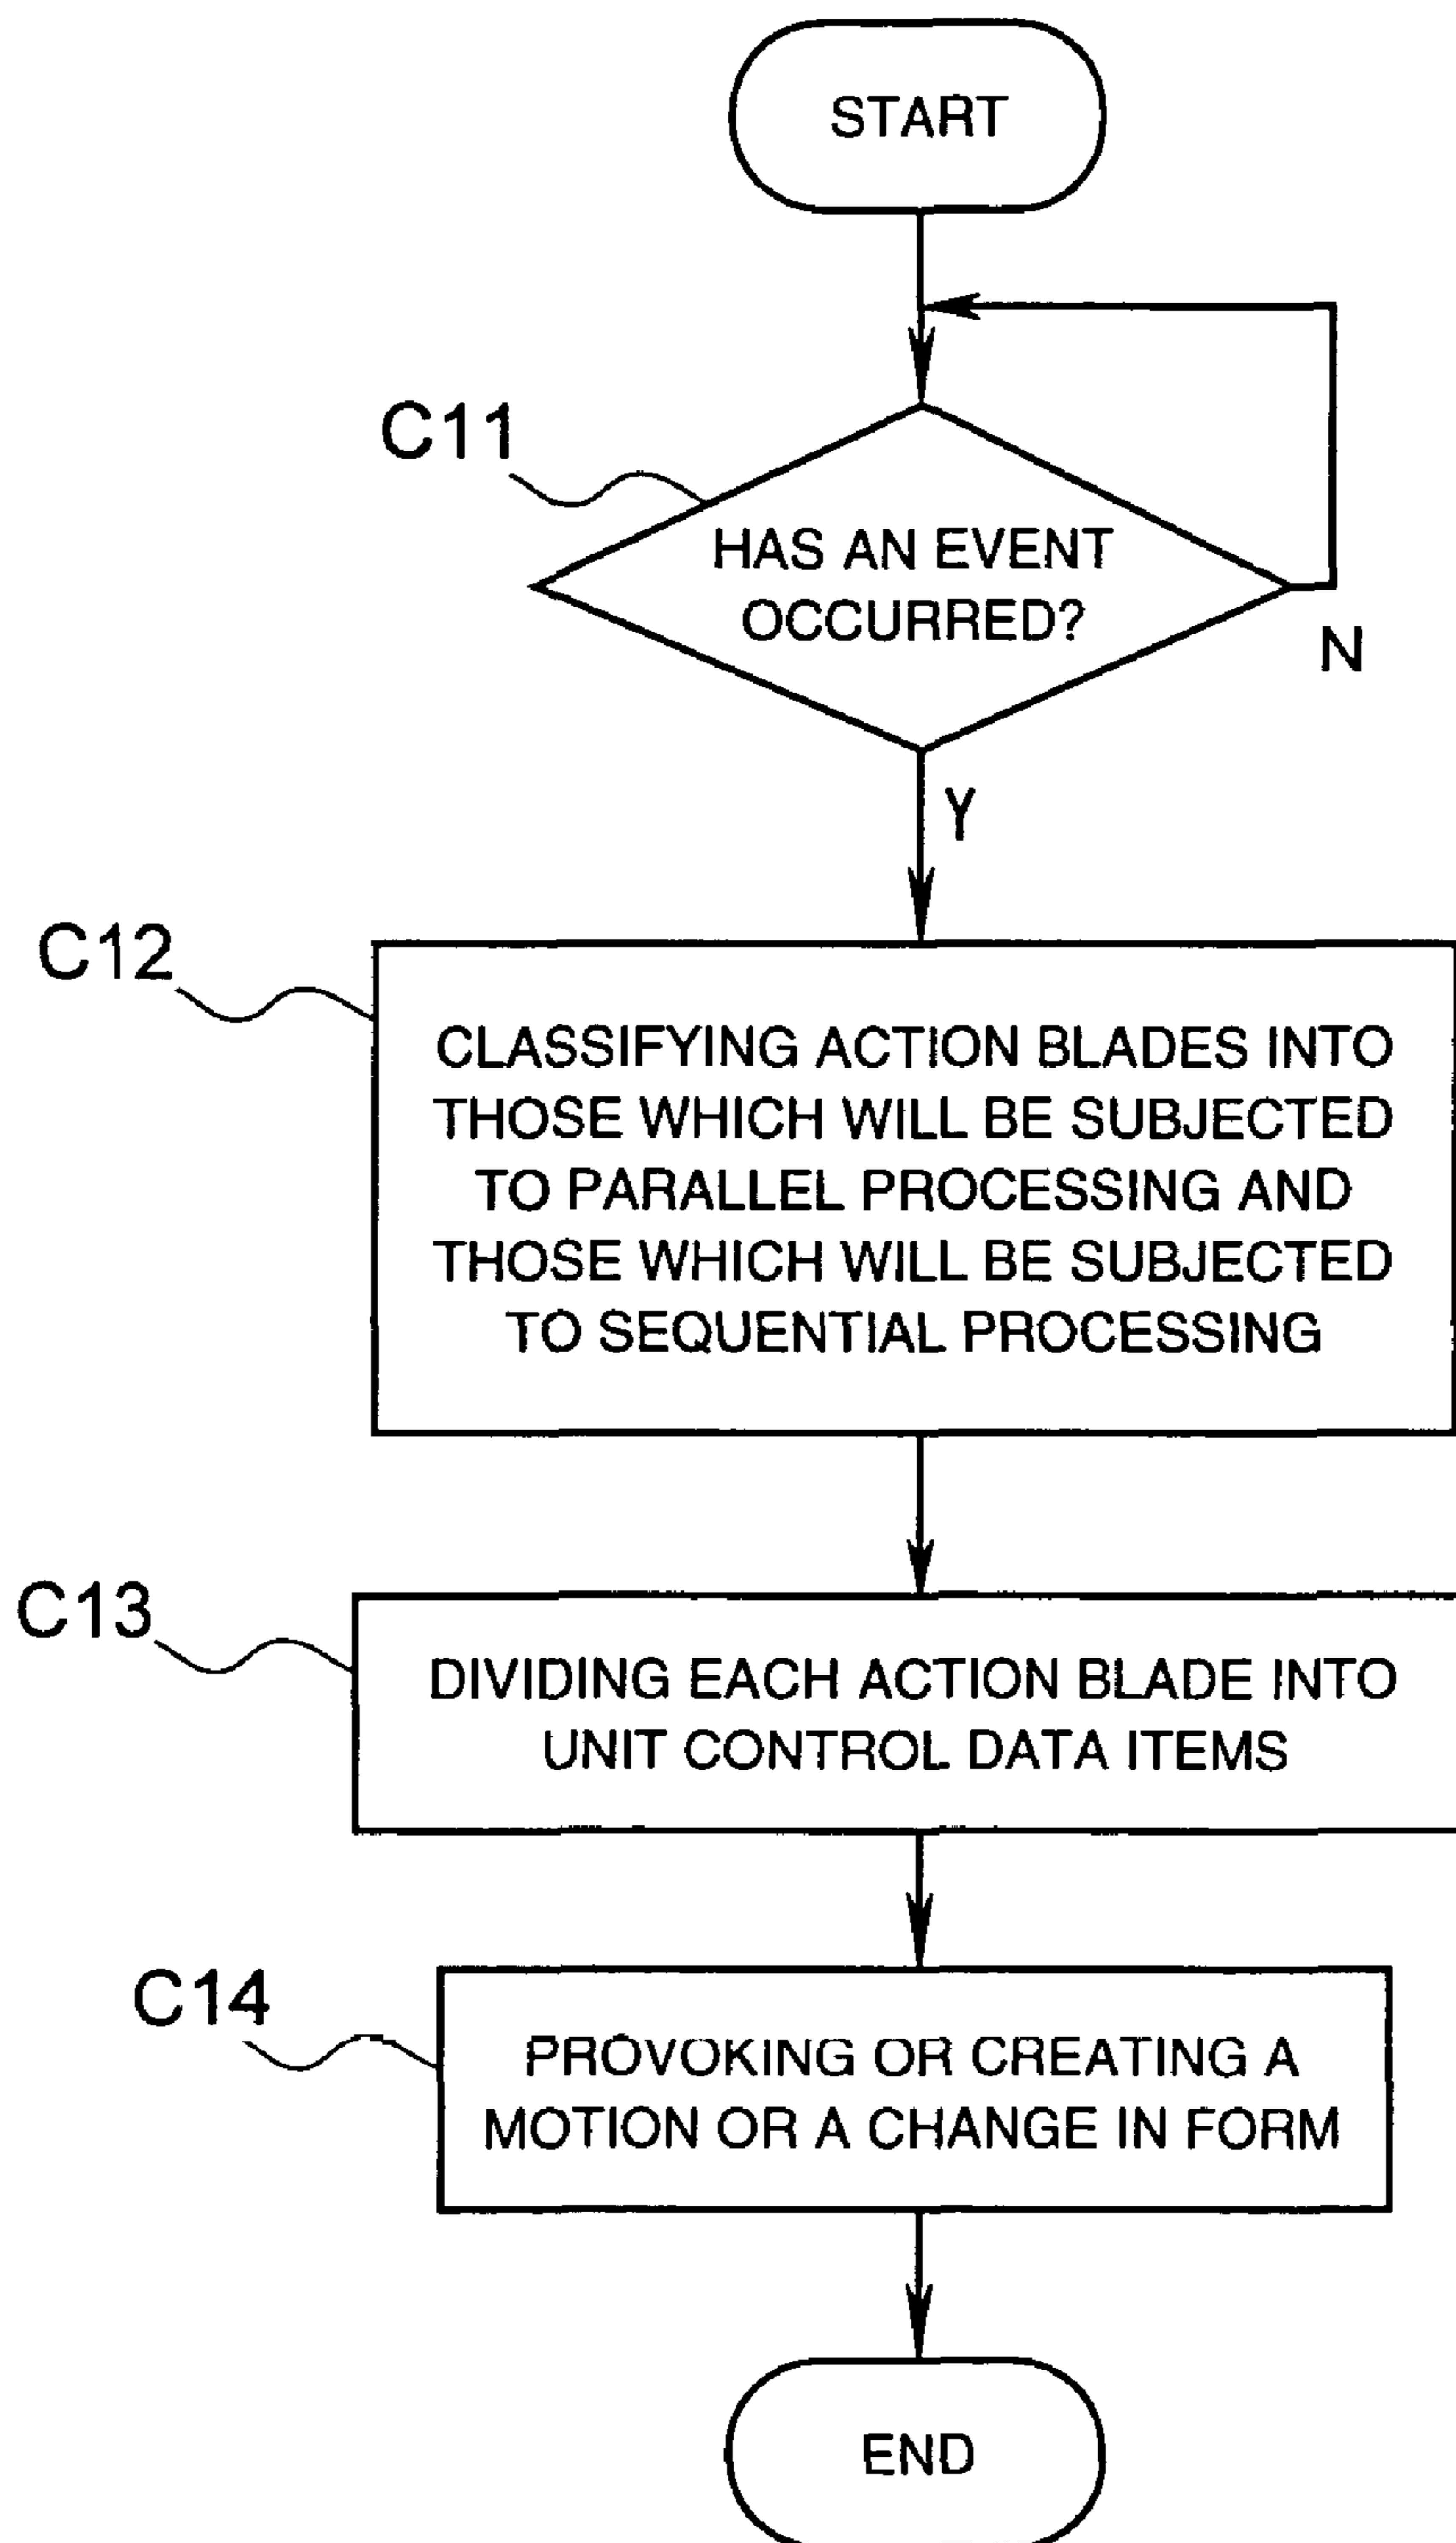 START
C11
HAS AN EVENT
OCCURRED?
N
Y
C12
CLASSIFYING ACTION BLADES INTO
THOSE WHICH WILL BE SUBJECTED
TO PARALLEL PROCESSING AND
THOSE WHICH WILL BE SUBJECTED
TO SEQUENTIAL PROCESSING
C13
DIVIDING EACH ACTION BLADE INTO
UNIT CONTROL DATA ITEMS
C14
PROVOKING OR CREATING A
MOTION OR A CHANGE IN FORM
END